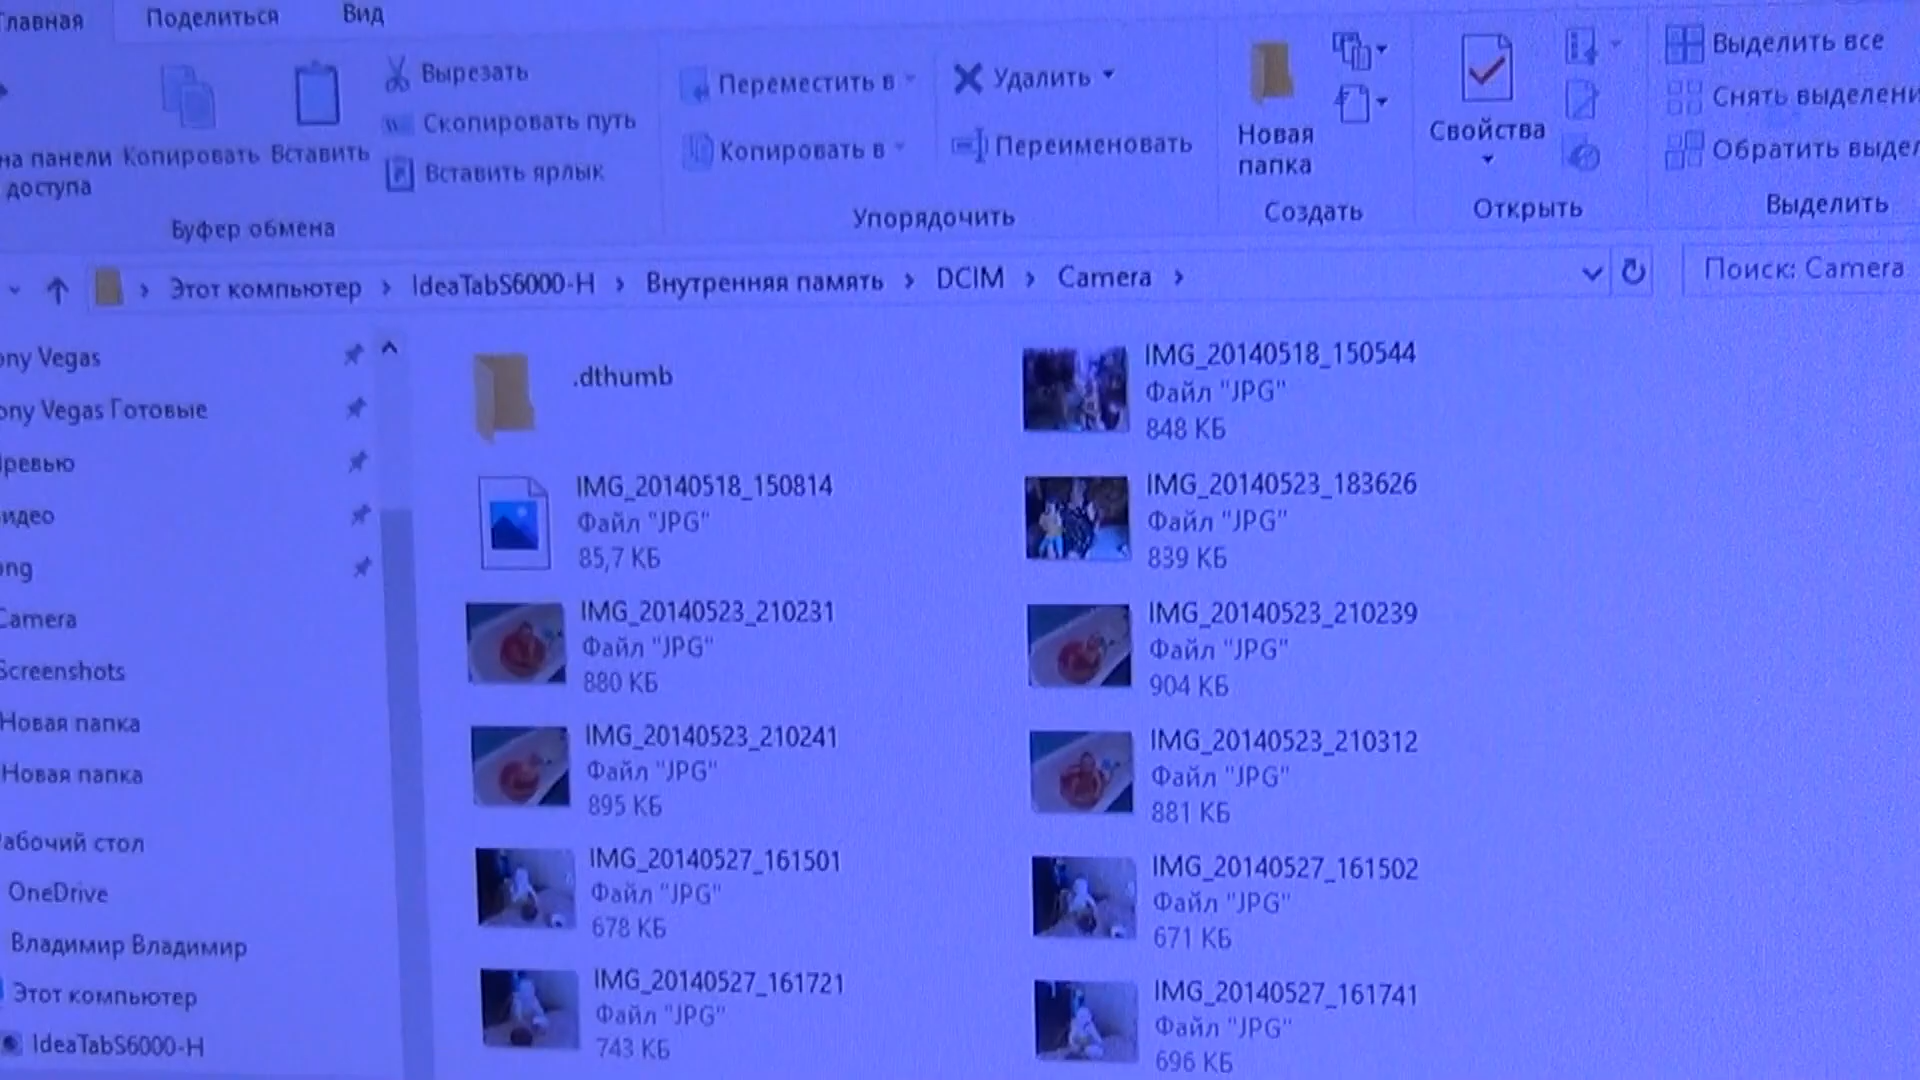 Главная Поделиться Вид
на панели
доступа
Копировать
Вставить
Вырезать
Скопировать путь
Вставить ярлык
Буфер обмена
Переместить в
Копировать в
Удалить
Переименовать
Упорядочить
Новая
папка
Создать
Свойства
Открыть
Выделить все
Снять выделени
Обратить выдел
Выделить
Этот компьютер › IdeaTabS6000-H › Внутренняя память › DCIM › Camera ›
Поиск: Camera
ony Vegas
ony Vegas Готовые
Превью
идео
ong
Camera
Screenshots
Новая папка
Новая папка
Рабочий стол
OneDrive
Владимир Владимир
Этот компьютер
IdeaTabS6000-H
.dthumb
IMG_20140518_150544
Файл "JPG"
848 КБ
IMG_20140518_150814
Файл "JPG"
85,7 КБ
IMG_20140523_183626
Файл "JPG"
839 КБ
IMG_20140523_210231
Файл "JPG"
880 КБ
IMG_20140523_210239
Файл "JPG"
904 КБ
IMG_20140523_210241
Файл "JPG"
895 КБ
IMG_20140523_210312
Файл "JPG"
881 КБ
IMG_20140527_161501
Файл "JPG"
678 КБ
IMG_20140527_161502
Файл "JPG"
671 КБ
IMG_20140527_161721
Файл "JPG"
743 КБ
IMG_20140527_161741
Файл "JPG"
696 КБ